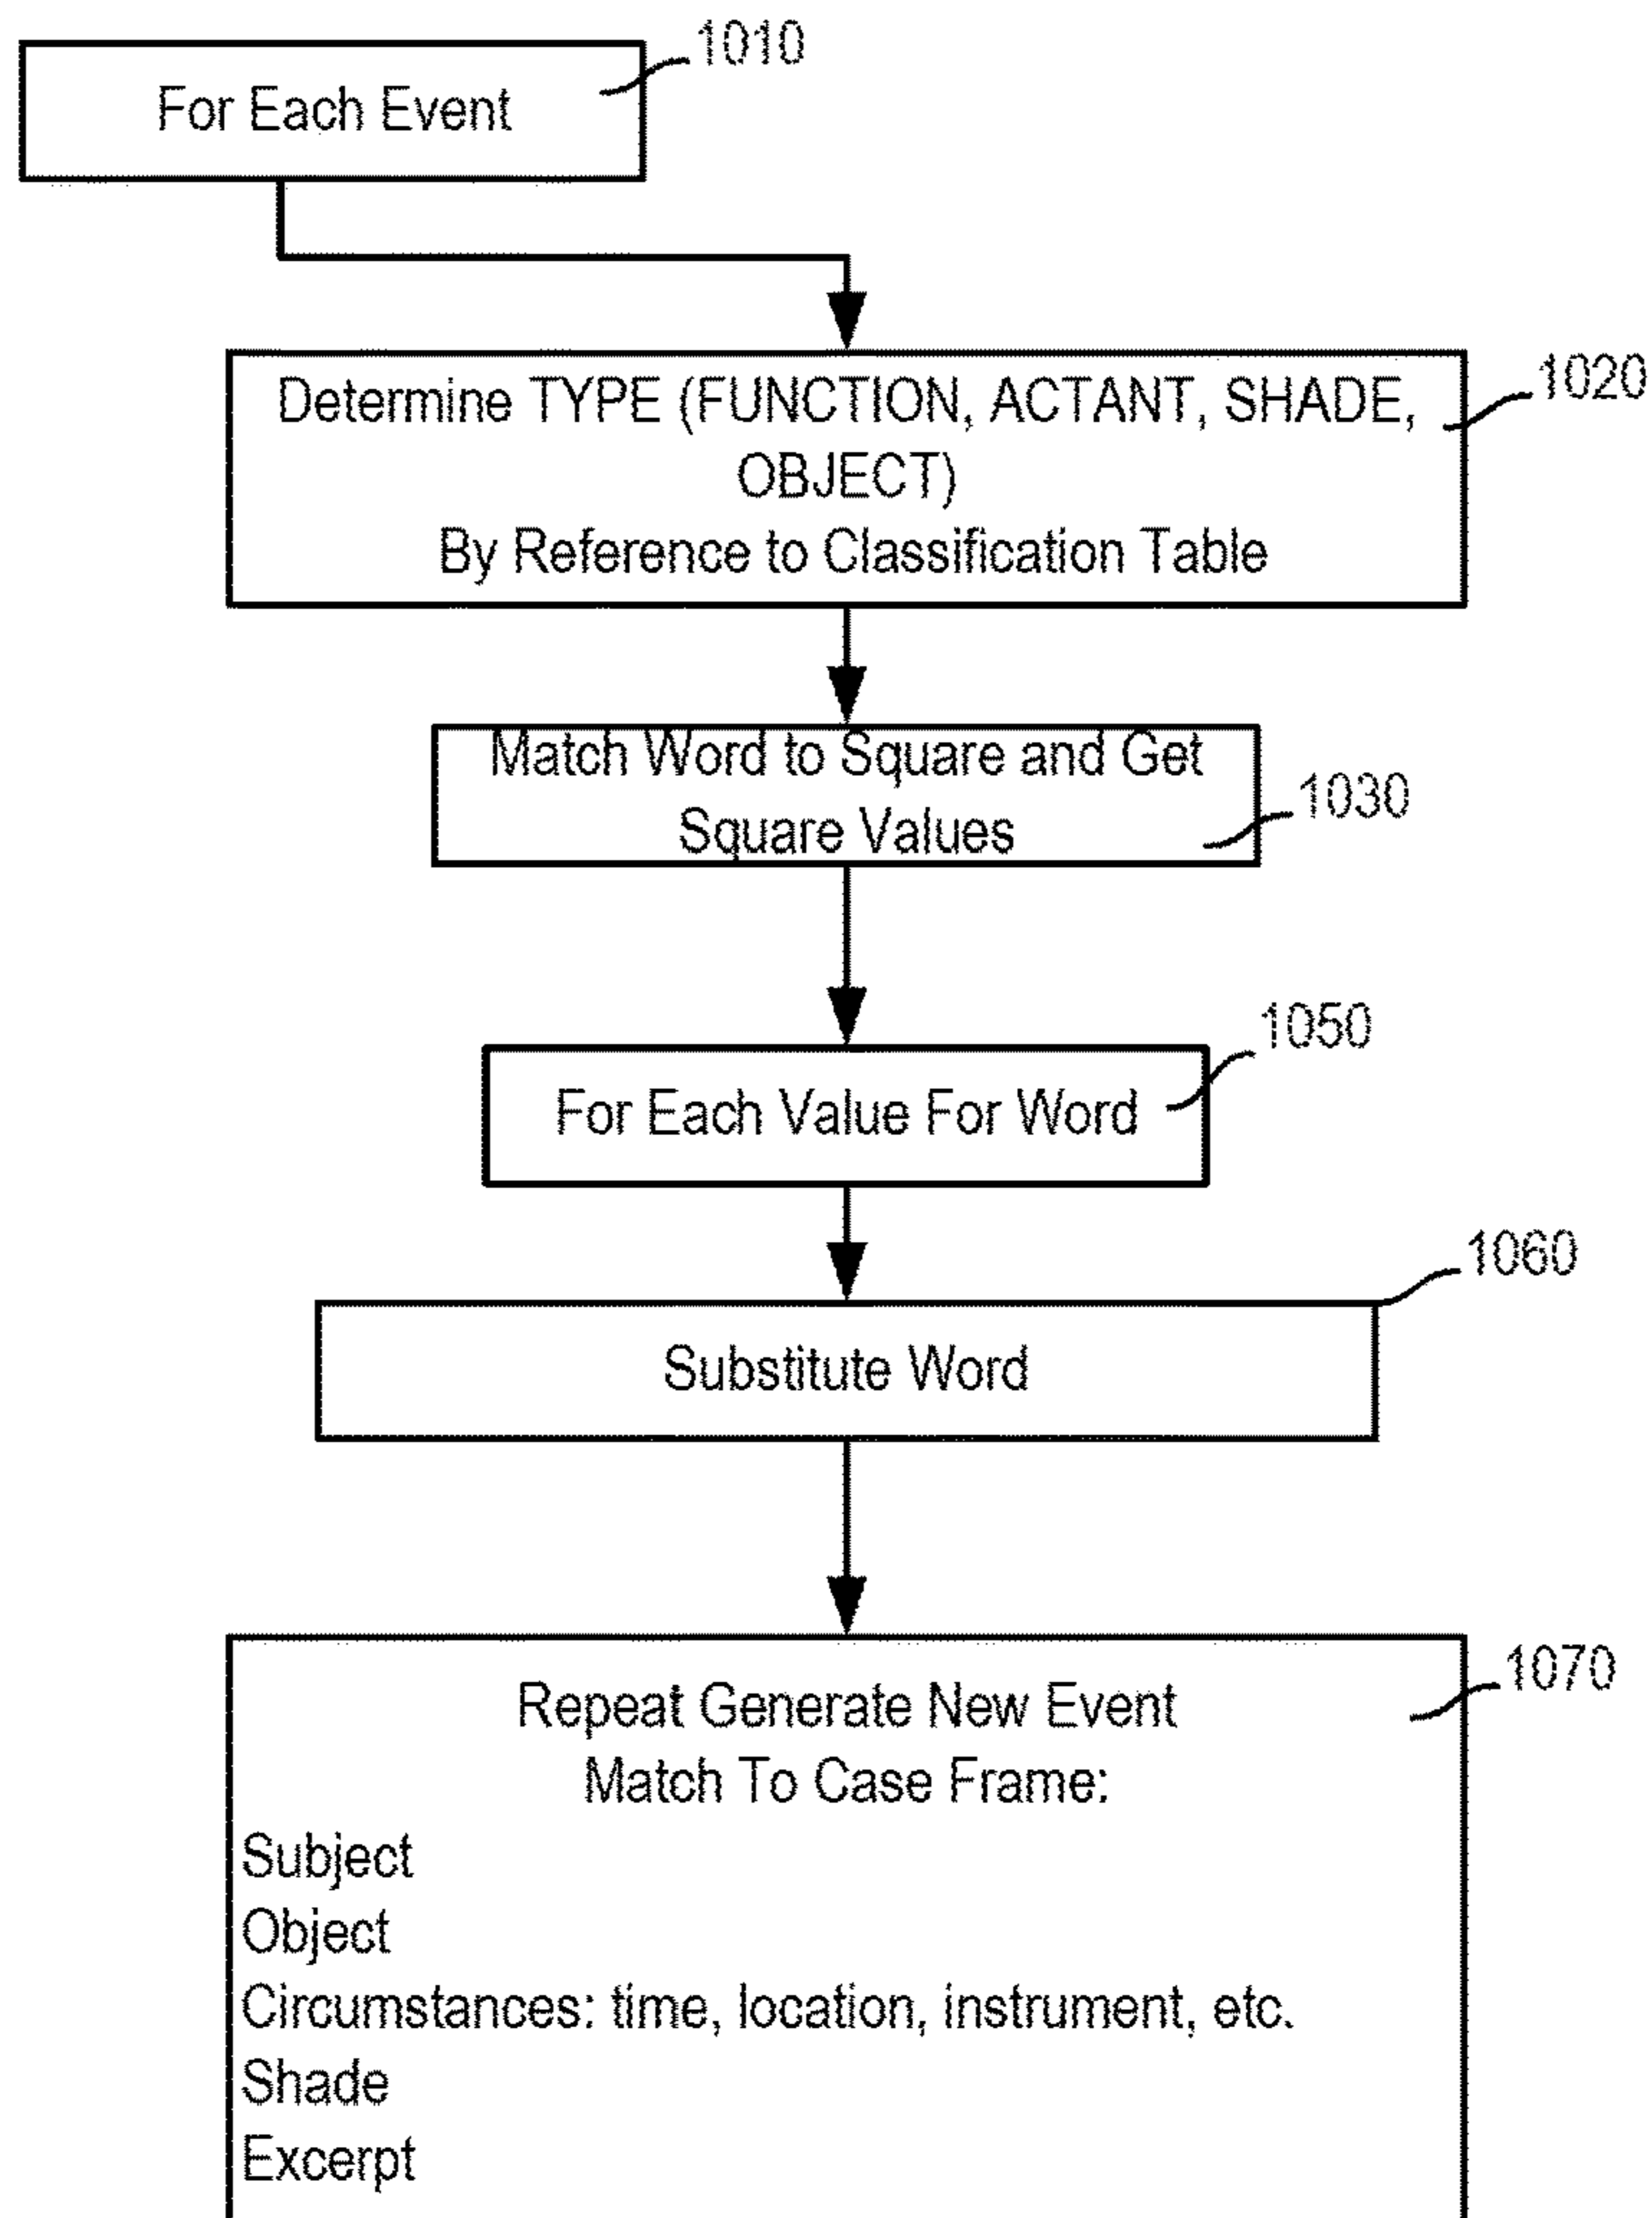 1010
For Each Event
Determine TYPE (FUNCTION, ACTANT, SHADE,
OBJECT)
By Reference to Classification Table
1020
Match Word to Square and Get
Square Values
1030
1050
For Each Value For Word
1060
Substitute Word
1070
Repeat Generate New Event
Match To Case Frame:
Subject
Object
Circumstances: time, location, instrument, etc.
Shade
Excerpt